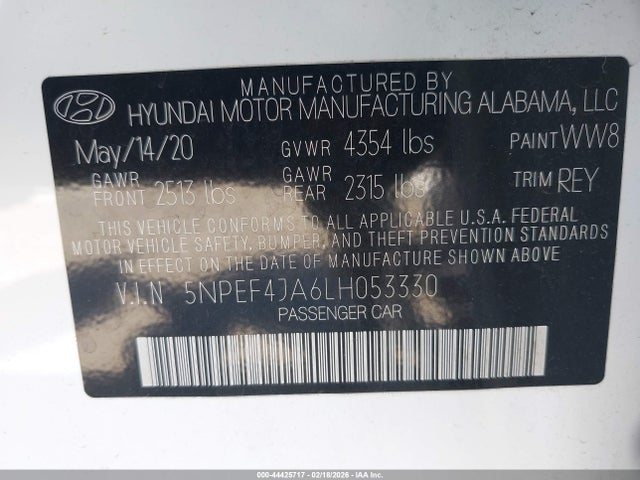 MANUFACTURED BY
HYUNDAI MOTOR MANUFACTURING ALABAMA, LLC
May/14/20 GVWR 4354 lbs PAINT WW8
GAWR FRONT 2513 lbs GAWR REAR 2315 lbs TRIM REY
THIS VEHICLE CONFORMS TO ALL APPLICABLE U.S.A. FEDERAL
MOTOR VEHICLE SAFETY, BUMPER, AND THEFT PREVENTION STANDARDS
IN EFFECT ON THE DATE OF MANUFACTURE SHOWN ABOVE
V.I.N 5NPEF4JA6LH053330
PASSENGER CAR
000-44425717 - 02/18/2026 - COPART